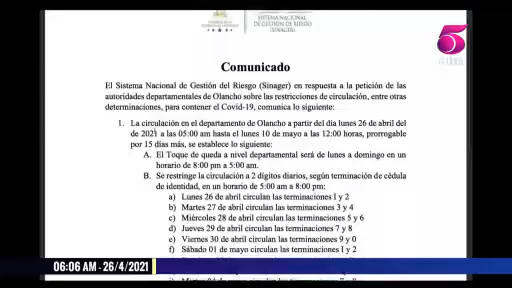 SISTEMA NACIONAL
DE GESTIÓN DE RIESGO
(SINAGER)
5
Comunicado
El Sistema Nacional de Gestión del Riesgo (Sinager) en respuesta a la petición de las
autoridades departamentales de Olancho sobre las restricciones de circulación, entre otras
determinaciones, para contener el Covid-19, comunica lo siguiente:
1. La circulación en el departamento de Olancho a partir del día lunes 26 de abril del
de 2021 a las 05:00 am hasta el lunes 10 de mayo a las 12:00 horas, prorrogable
por 15 días más, se establece lo siguiente:
A. El Toque de queda a nivel departamental será de lunes a domingo en un
horario de 8:00 pm a 5:00 am.
B. Se restringe la circulación a 2 dígitos diarios, según terminación de cédula
de identidad, en un horario de 5:00 am a 8:00 pm:
a) Lunes 26 de abril circulan las terminaciones 1 y 2
b) Martes 27 de abril circulan las terminaciones 3 y 4
c) Miércoles 28 de abril circulan las terminaciones 5 y 6
d) Jueves 29 de abril circulan las terminaciones 7 y 8
e) Viernes 30 de abril circulan las terminaciones 9 y 0
f) Sábado 01 de mayo circulan las terminaciones 1 y 2
06:06 AM - 26/4/2021